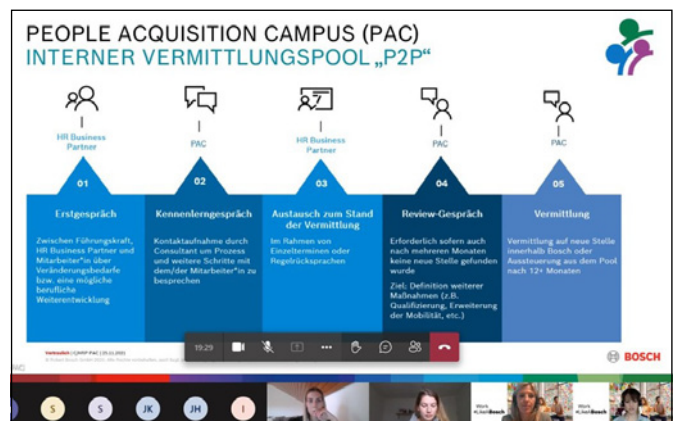 PEOPLE ACQUISITION CAMPUS (PAC)
INTERNER VERMITTLUNGSPOOL „P2P“
HR Business
Partner
PAC
HR Business
Partner
PAC
PAC
01
02
03
04
05
Erstgespräch
Zwischen Führungskraft,
HR Business Partner und
Mitarbeiter*in über
Veränderungsbedarfe
bzw. eine mögliche
berufliche
Weiterentwicklung
Kennenlerngespräch
Kontaktaufnahme durch
Consultant um Prozess
und weitere Schritte mit
dem/der Mitarbeiter*in zu
besprechen
Austausch zum Stand
der Vermittlung
Im Rahmen von
Einzelterminen oder
Regelrücksprachen
Review-Gespräch
Erforderlich sofern auch
nach mehreren Monaten
keine neue Stelle gefunden
wurde
Ziel: Definition weiterer
Maßnahmen (z.B.
Qualifizierung, Erweiterung
der Mobilität, etc.)
Vermittlung
Vermittlung auf neue Stelle
innerhalb Bosch oder
Aussteuerung aus dem Pool
nach 12+ Monaten
19:29
BOSCH
S
S
JK
JH
I
Work
#LikeABosch
Work
#LikeABosch